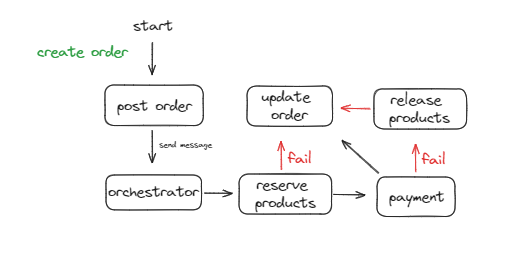 start
create order
post order
send message
orchestrator
update
order
release
products
fail
fail
reserve
products
payment